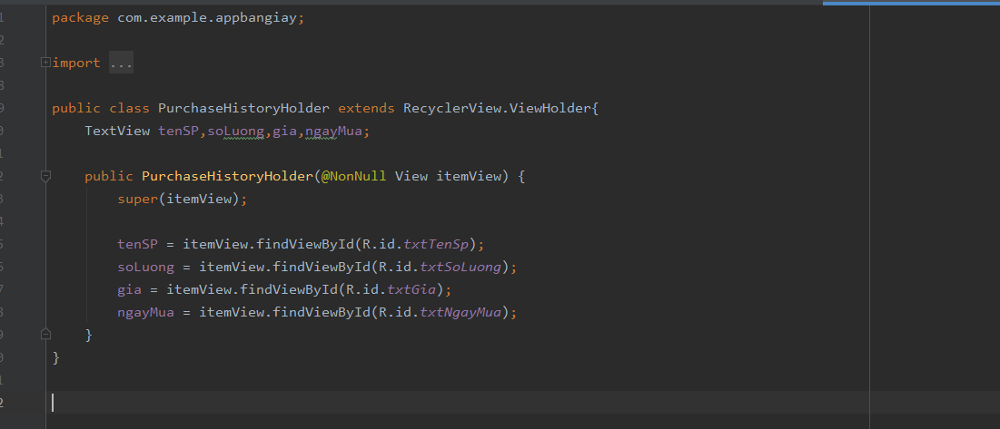 package com.example.appbangiay;
import ...
public class PurchaseHistoryHolder extends RecyclerView.ViewHolder{
TextView tenSP,soLuong,gia,ngayMua;
public PurchaseHistoryHolder(@NonNull View itemView) {
super(itemView);
tenSP = itemView.findViewById(R.id.txtTenSp);
soLuong = itemView.findViewById(R.id.txtSoLuong);
gia = itemView.findViewById(R.id.txtGia);
ngayMua = itemView.findViewById(R.id.txtNgayMua);
}
}